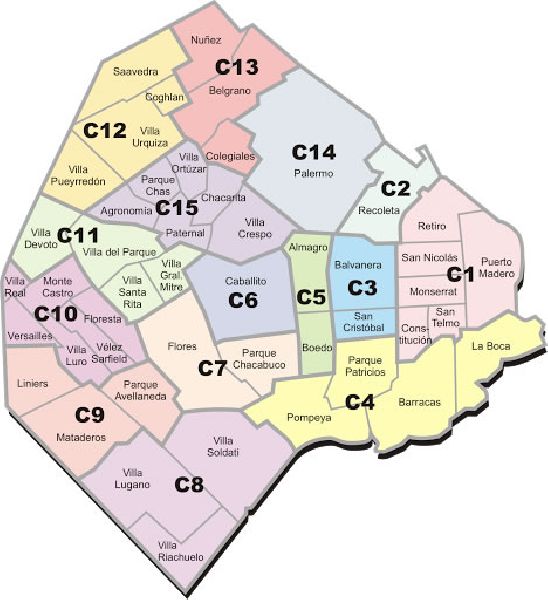 Nuñez
C13
Saavedra
Belgrano
Coghlan
C12
Villa
Urquiza
Colegiales
C14
Palermo
Villa
Ortúzar
Villa
Pueyrredón
Parque
Chas
C2
Recoleta
Agronomía
C15
Chacarita
Paternal
Villa
Crespo
Retiro
Villa
Devoto
C11
Villa del Parque
Almagro
San Nicolás
Balvanera
C1
Puerto
Madero
Villa
Gral.
Mitre
Villa
Real
Monte
Castro
Villa
Santa
Rita
Caballito
C6
C5
C3
Monserrat
C10
Floresta
San
Cristóbal
San
Telmo
Cons-
titución
Versalles
Villa
Luro
Vélez
Sarfield
Flores
Parque
Chacabuco
Boedo
La Boca
C7
Parque
Patricios
Liniers
Parque
Avellaneda
C4
Barracas
C9
Mataderos
Pompeya
Villa
Soldati
Villa
Lugano
C8
Villa
Riachuelo